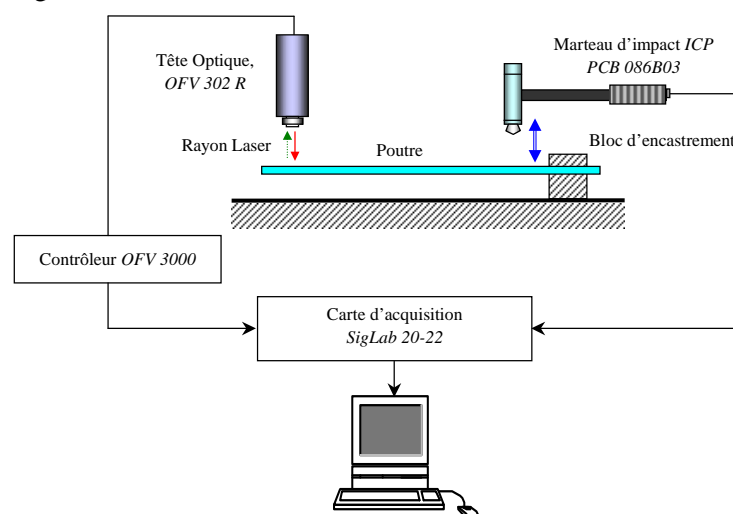 Marteau d'impact ICP
PCB 086B03
Tête Optique,
OFV 302 R
Rayon Laser
Poutre
Bloc d'encastrement
Contrôleur OFV 3000
Carte d'acquisition
SigLab 20-22